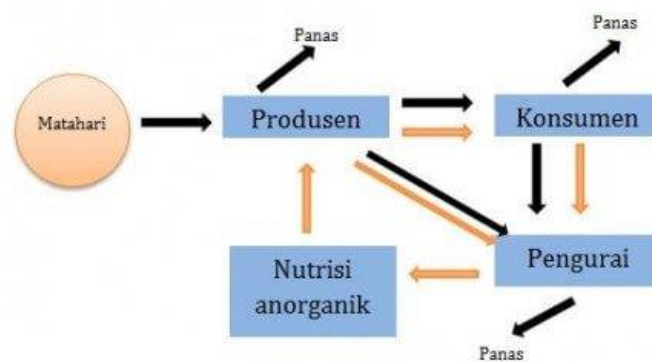 Panas
Panas
Matahari
Produsen
Konsumen
Nutrisi
anorganik
Pengurai
Panas